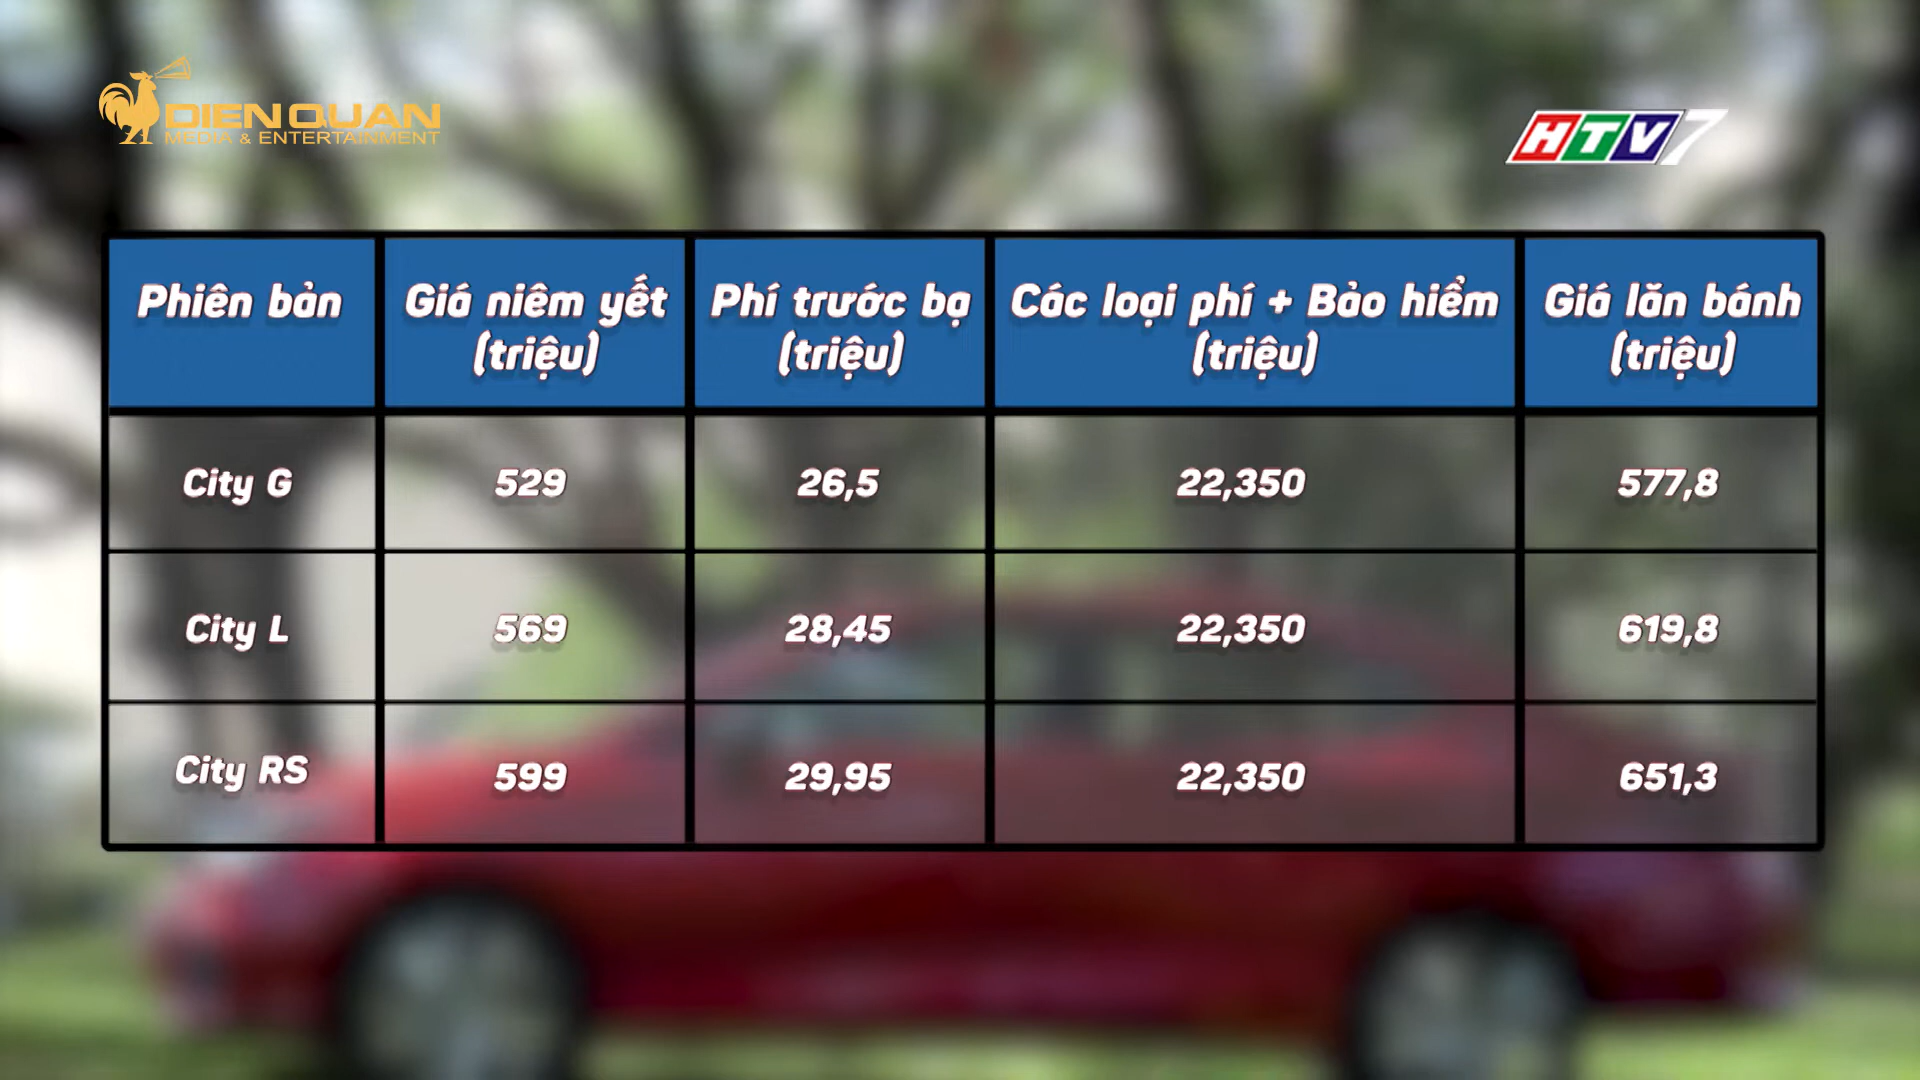 DIENQUAN
MEDIA & ENTERTAINMENT
HTV7
Phiên bản
Giá niêm yết
(triệu)
Phí trước bạ
(triệu)
Các loại phí + Bảo hiểm
(triệu)
Giá lăn bánh
(triệu)
City G
529
26,5
22,350
577,8
City L
569
28,45
22,350
619,8
City RS
599
29,95
22,350
651,3